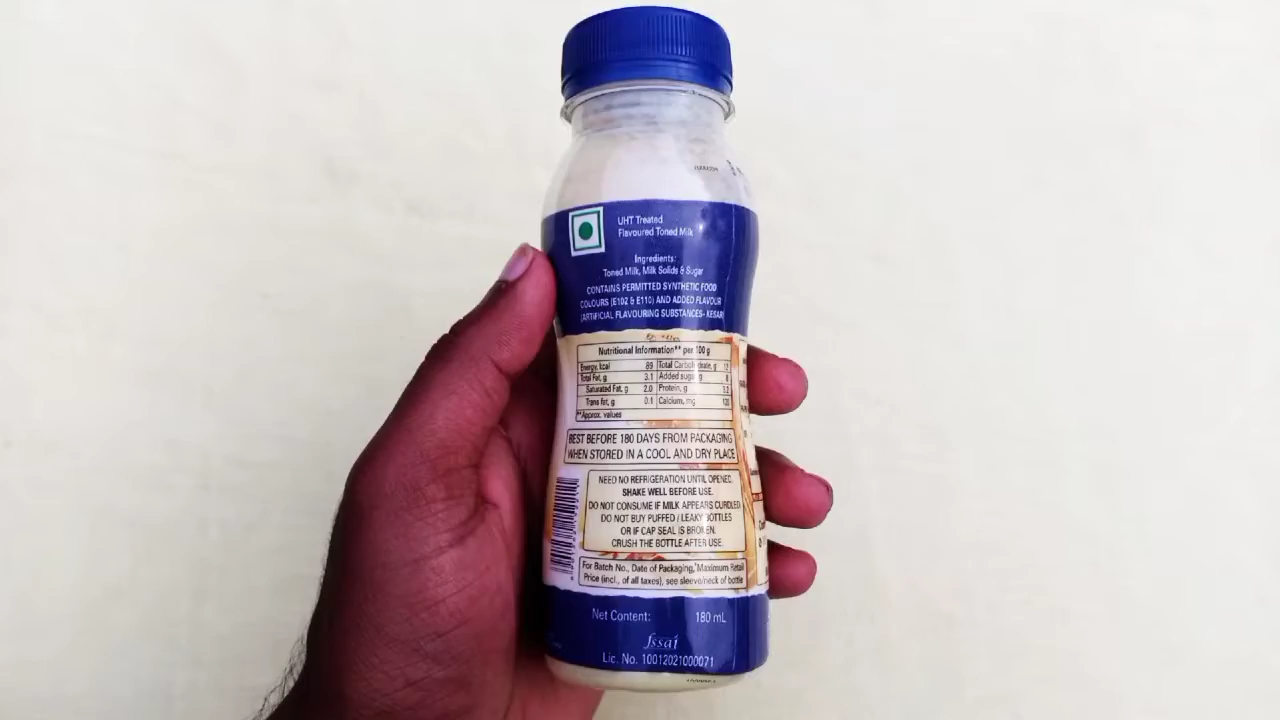 UHT Treated
Flavoured Toned Milk
Ingredients:
Toned Milk, Milk Solids & Sugar
CONTAINS PERMITTED SYNTHETIC FOOD
COLOURS (E102 & E110) AND ADDED FLAVOUR
(ARTIFICIAL FLAVOURING SUBSTANCES- KESAR
Nutritional Information** per 100 g
Energy, kcal 89 Total Carbohydrate, g
Total Fat, g 3.1 Added sugar, g
Saturated Fat, g 2.0 Protein, g 3.2
Trans fat, g 0.1 Calcium, mg 120
**Approx. values
BEST BEFORE 180 DAYS FROM PACKAGING
WHEN STORED IN A COOL AND DRY PLACE
NEED NO REFRIGERATION UNTIL OPENED.
SHAKE WELL BEFORE USE.
DO NOT CONSUME IF MILK APPEARS CURDLED
DO NOT BUY PUFFED / LEAKY BOTTLES
OR IF CAP SEAL IS BROKEN.
CRUSH THE BOTTLE AFTER USE.
For Batch No., Date of Packaging, Maximum Retail
Price (incl., of all taxes), see sleeve/neck of bottle
Net Content: 180 mL
fssai
Lic. No. 10012021000071